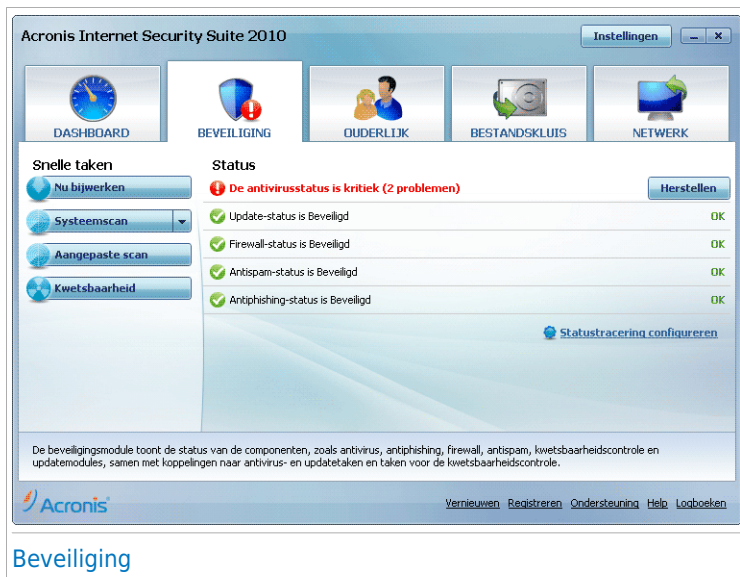 Acronis Internet Security Suite 2010
Instellingen
DASHBOARD
BEVEILIGING
OUDERLIJK
BESTANDSKLUIS
NETWERK
Snelle taken
Nu bijwerken
Systeemscan
Aangepaste scan
Kwetsbaarheid
Status
De antivirusstatus is kritiek (2 problemen)
Herstellen
Update-status is Beveiligd
OK
Firewall-status is Beveiligd
OK
Antispam-status is Beveiligd
OK
Antiphishing-status is Beveiligd
OK
Statustracering configureren
De beveiligingsmodule toont de status van de componenten, zoals antivirus, antiphishing, firewall, antispam, kwetsbaarheidscontrole en
updatemodules, samen met koppelingen naar antivirus- en updatetaken en taken voor de kwetsbaarheidscontrole.
Acronis
Vernieuwen Registreren Ondersteuning Help Logboeken
Beveiliging